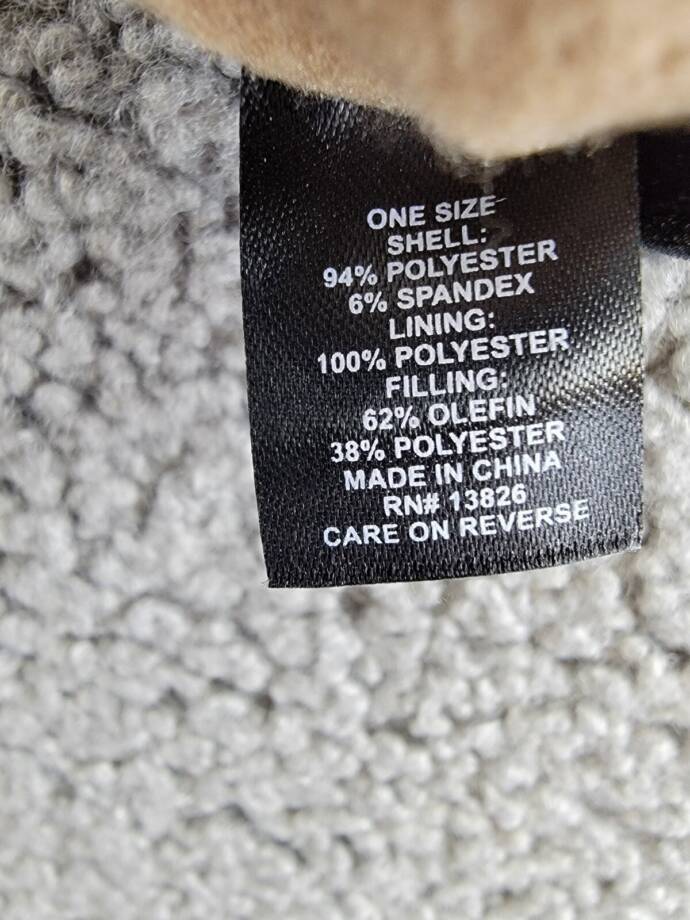 ONE SIZE
SHELL:
94% POLYESTER
6% SPANDEX
LINING:
100% POLYESTER
FILLING:
62% OLEFIN
38% POLYESTER
MADE IN CHINA
RN# 13826
CARE ON REVERSE